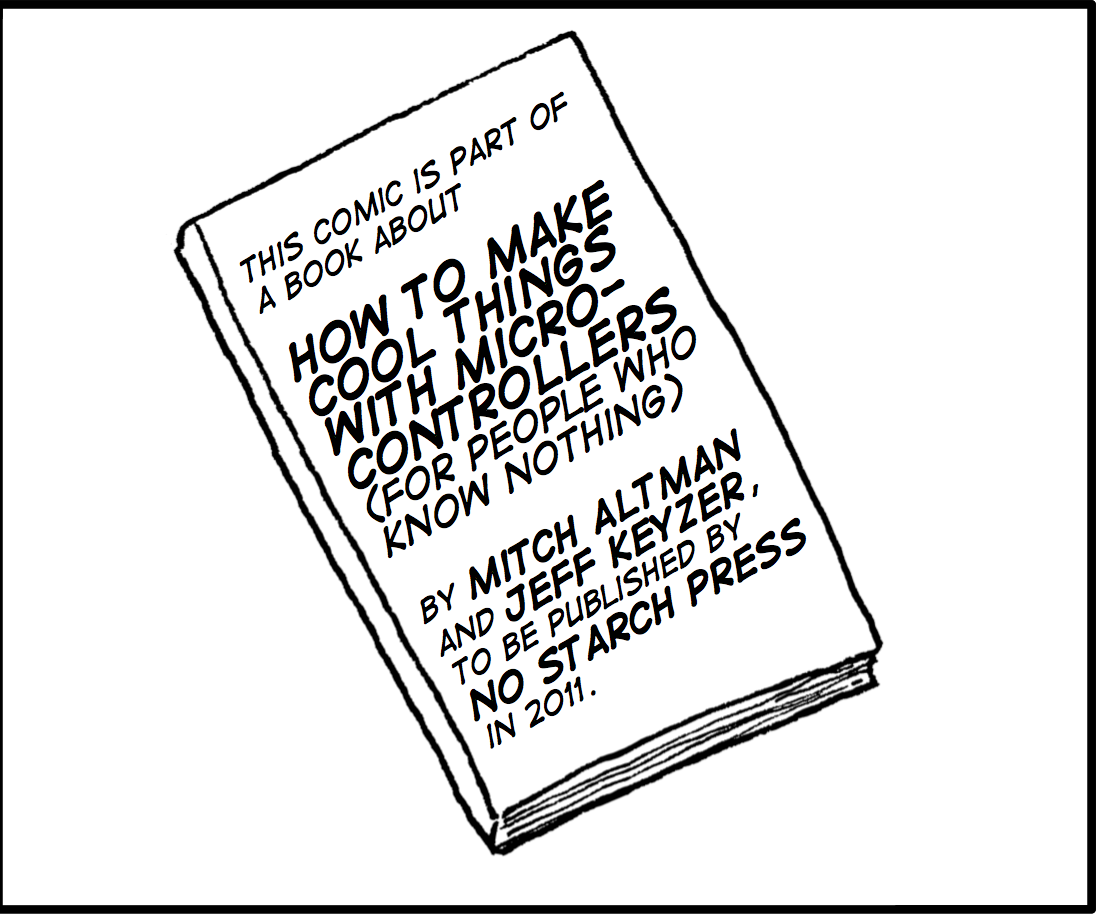 THIS COMIC IS PART OF
A BOOK ABOUT
HOW TO MAKE
COOL THINGS
WITH MICRO-
CONTROLLERS
(FOR PEOPLE WHO
KNOW NOTHING)
BY MITCH ALTMAN
AND JEFF KEYZER,
TO BE PUBLISHED BY
NO STARCH PRESS
IN 2011.